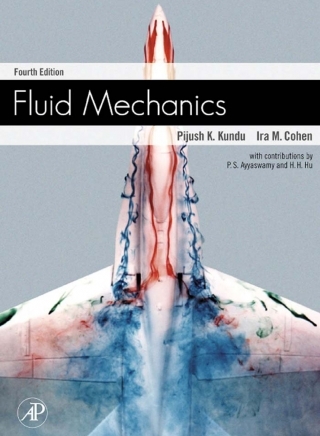 Fourth Edition
Fluid Mechanics
Pijush K. Kundu Ira M. Cohen
with contributions by
P. S. Ayyaswamy and H. H. Hu
AP